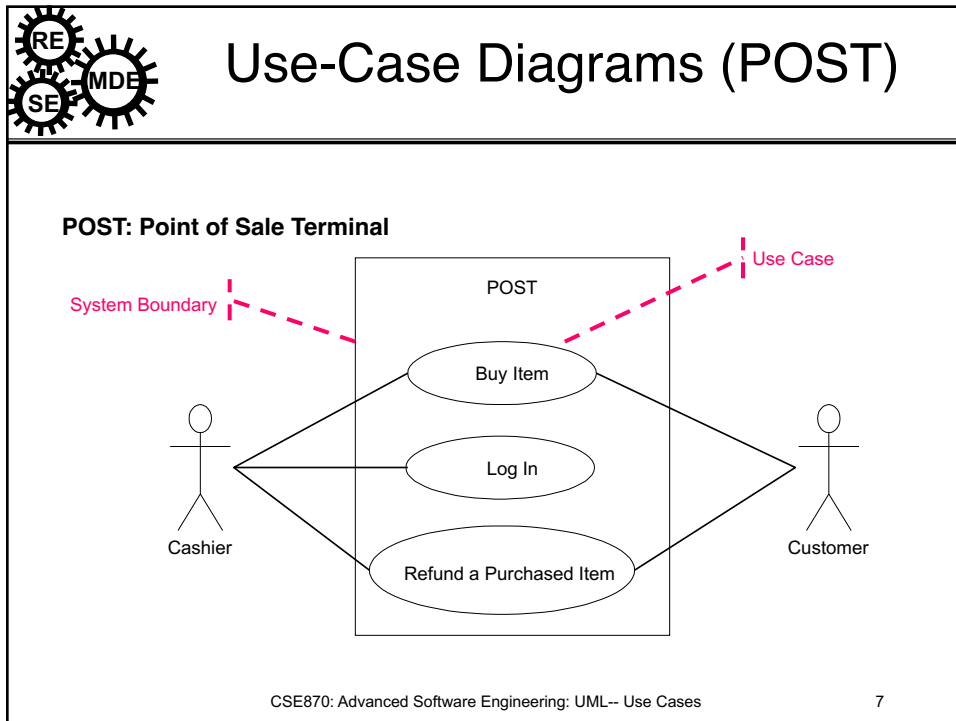 RE
MDE
SE
Use-Case Diagrams (POST)
POST: Point of Sale Terminal
Use Case
System Boundary
POST
Buy Item
Log In
Cashier
Customer
Refund a Purchased Item
CSE870: Advanced Software Engineering: UML-- Use Cases
7